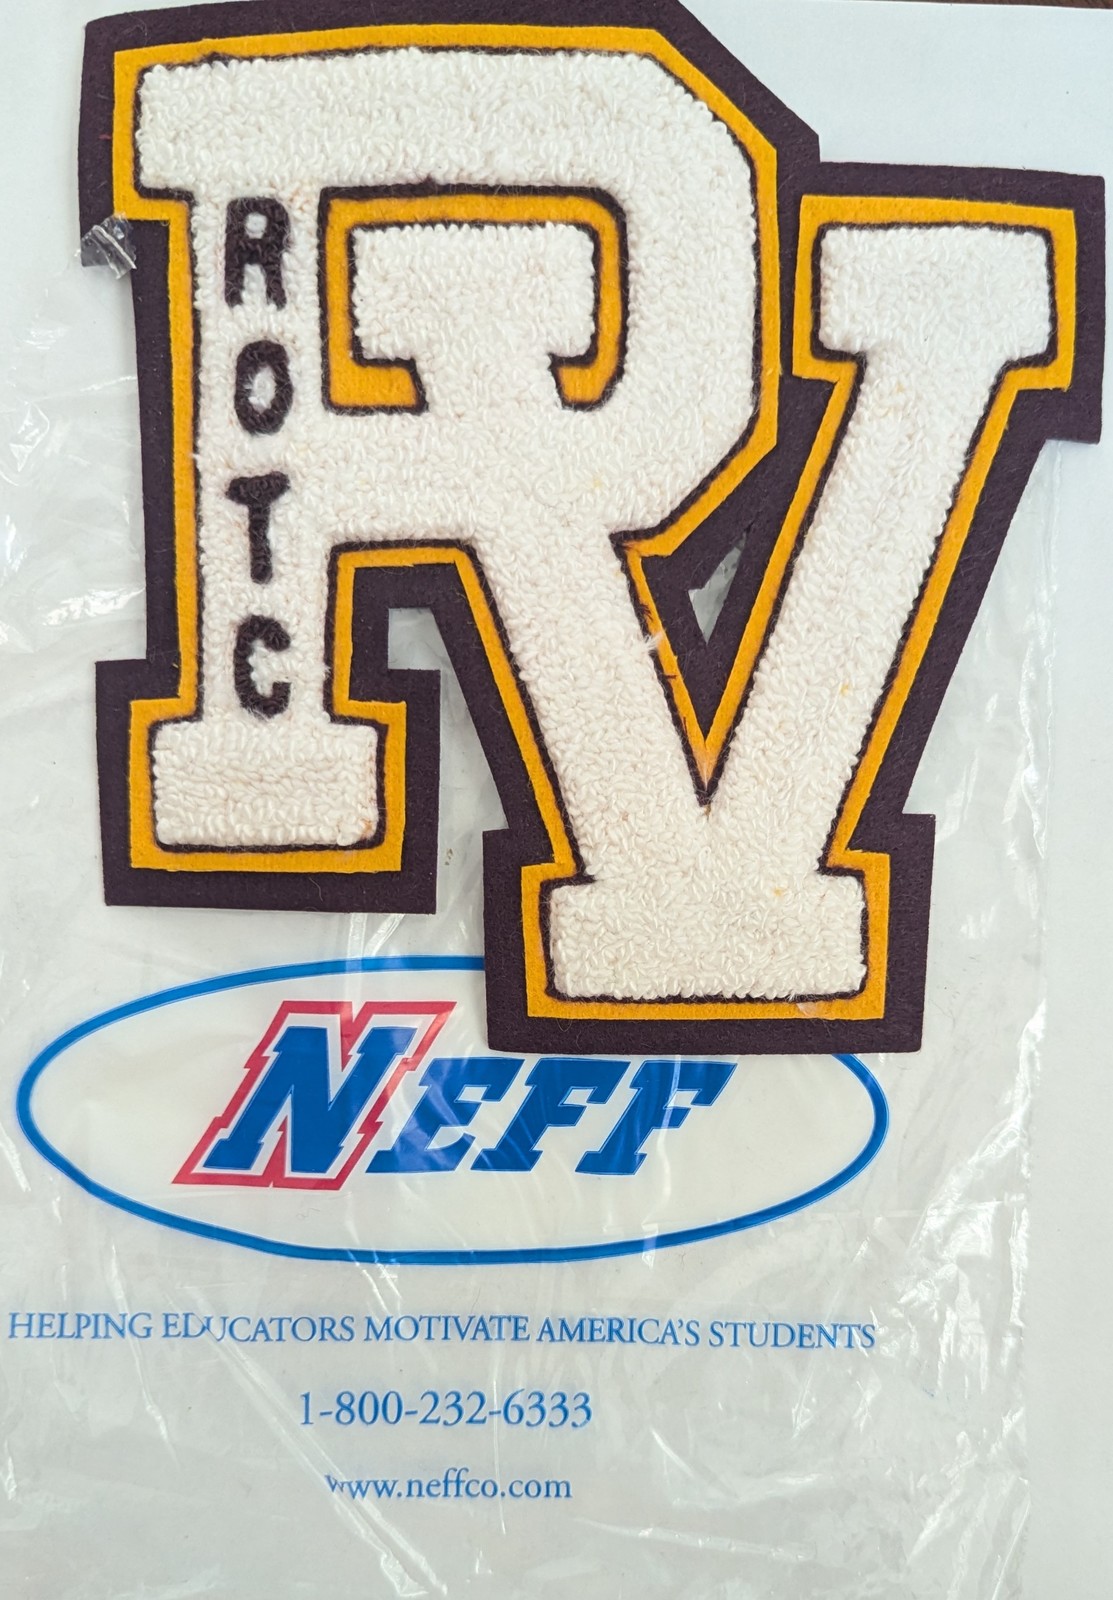 RV
ROTC
NEFF
HELPING EDUCATORS MOTIVATE AMERICA'S STUDENTS
1-800-232-6333
www.neffco.com